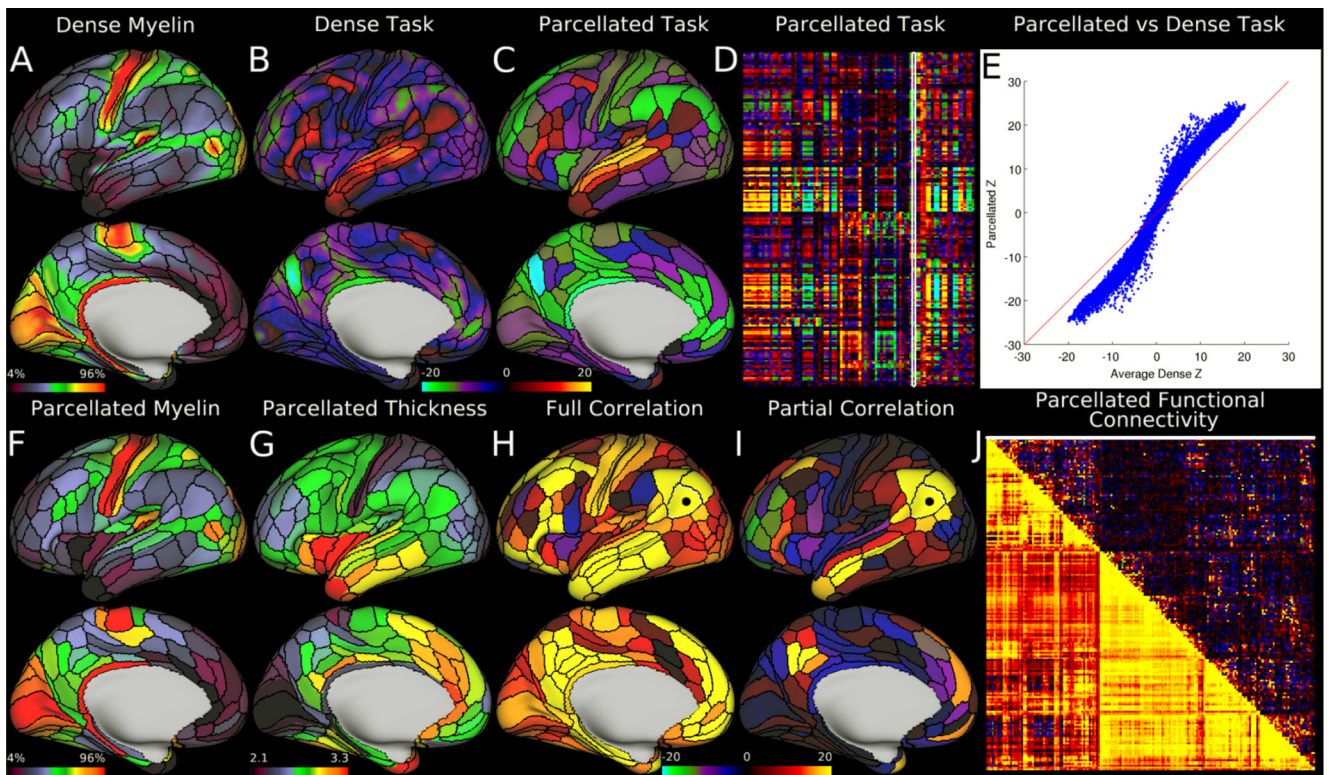 Dense Myelin
Dense Task
Parcellated Task
Parcellated Task
Parcellated vs Dense Task
A
B
C
D
E
30
20
10
0
-10
-20
-30
Parcellated Z
-30
-20
-10
0
10
20
30
Average Dense Z
4%
96%
-20
0
20
Parcellated Myelin
Parcellated Thickness
Full Correlation
Partial Correlation
Parcellated Functional
Connectivity
F
G
H
I
J
4%
96%
2.1
3.3
-20
0
20